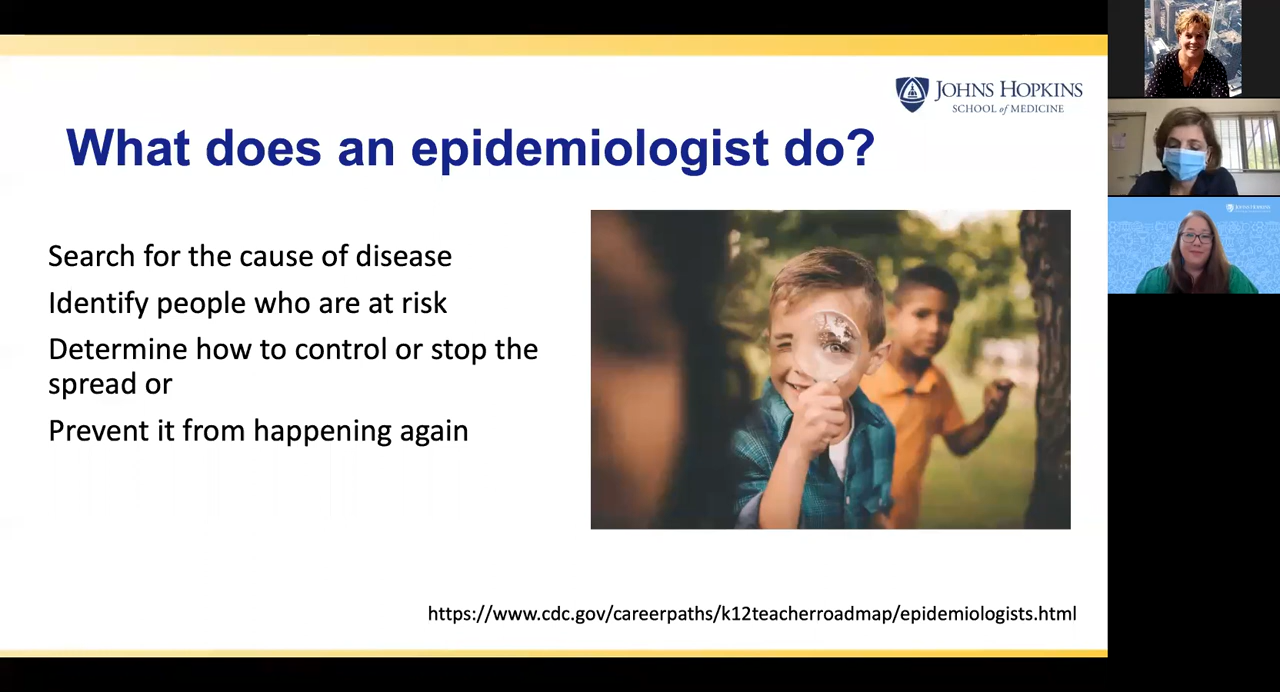 JOHNS HOPKINS
SCHOOL of MEDICINE
What does an epidemiologist do?
Search for the cause of disease
Identify people who are at risk
Determine how to control or stop the
spread or
Prevent it from happening again
https://www.cdc.gov/careerpaths/k12teacherroadmap/epidemiologists.html
JOHNS HOPKINS